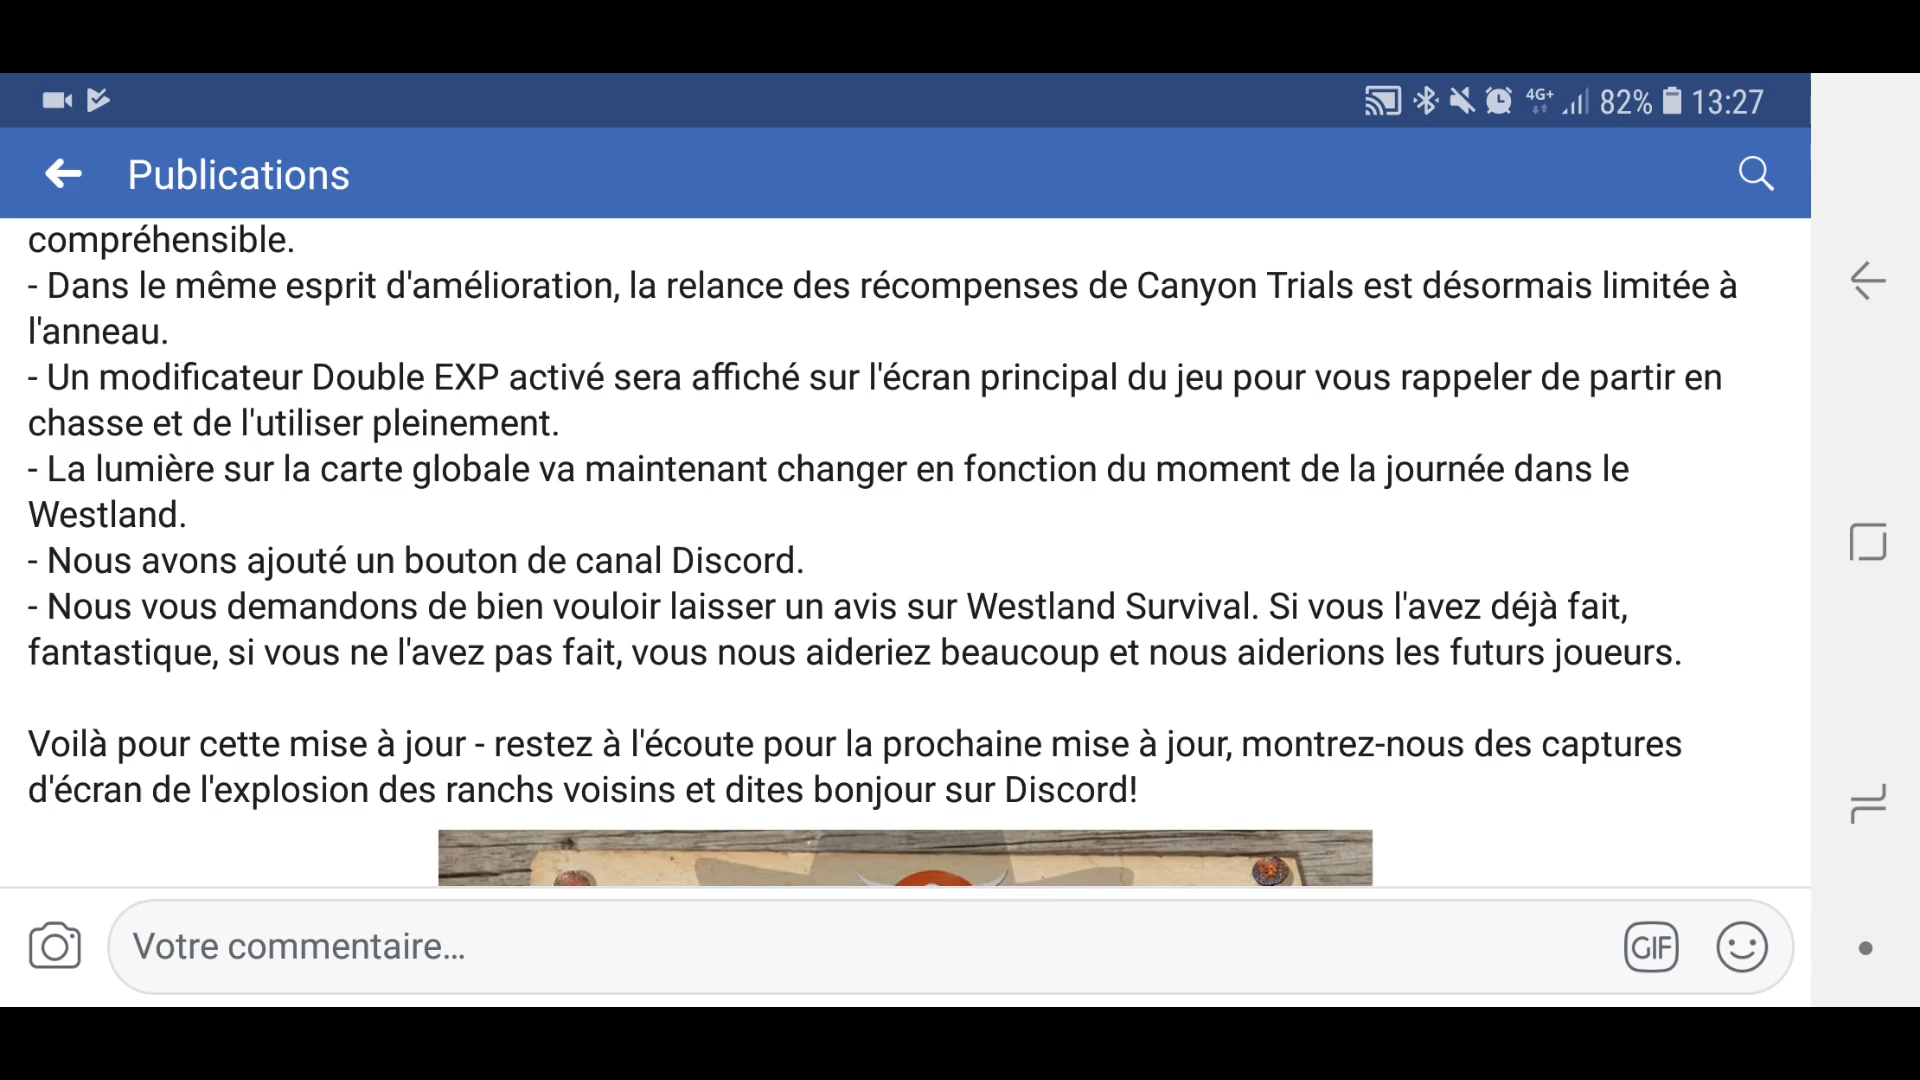 4G+ 82% 13:27
Publications
compréhensible.
- Dans le même esprit d'amélioration, la relance des récompenses de Canyon Trials est désormais limitée à
l'anneau.
- Un modificateur Double EXP activé sera affiché sur l'écran principal du jeu pour vous rappeler de partir en
chasse et de l'utiliser pleinement.
- La lumière sur la carte globale va maintenant changer en fonction du moment de la journée dans le
Westland.
- Nous avons ajouté un bouton de canal Discord.
- Nous vous demandons de bien vouloir laisser un avis sur Westland Survival. Si vous l'avez déjà fait,
fantastique, si vous ne l'avez pas fait, vous nous aideriez beaucoup et nous aiderions les futurs joueurs.
Voilà pour cette mise à jour - restez à l'écoute pour la prochaine mise à jour, montrez-nous des captures
d'écran de l'explosion des ranchs voisins et dites bonjour sur Discord!
Votre commentaire...
GIF